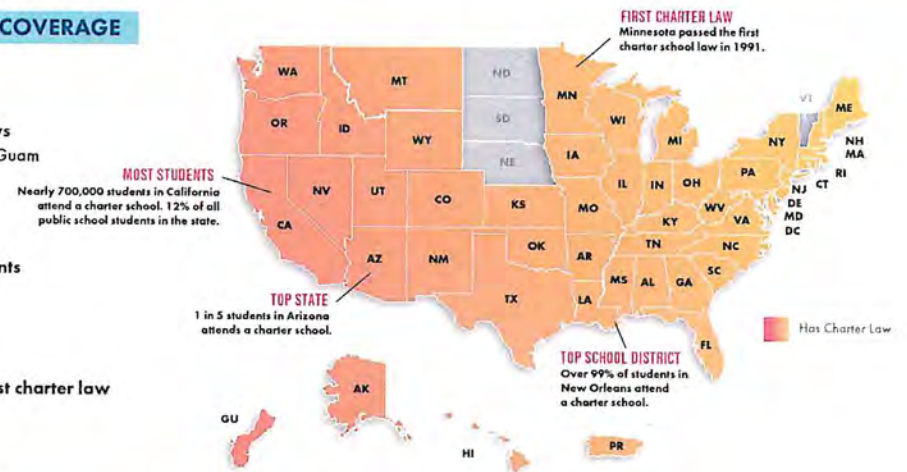 COVERAGE
Guam
st charter law
FIRST CHARTER LAW
Minnesota passed the first
charter school law in 1991.
MOST STUDENTS
Nearly 700,000 students in California
attend a charter school. 12% of all
public school students in the state.
TOP STATE
1 in 5 students in Arizona
attends a charter school.
TOP SCHOOL DISTRICT
Over 99% of students in
New Orleans attend
a charter school.
Has Charter Law
WA
MT
ND
MN
OR
ID
SD
WI
MI
VT
ME
WY
NE
IA
NY
NH
MA
RI
CT
NV
UT
CO
KS
IL
IN
OH
PA
NJ
DE
MD
DC
CA
MO
KY
WV
VA
AZ
NM
OK
AR
TN
NC
SC
TX
LA
MS
AL
GA
FL
GU
AK
HI
PR